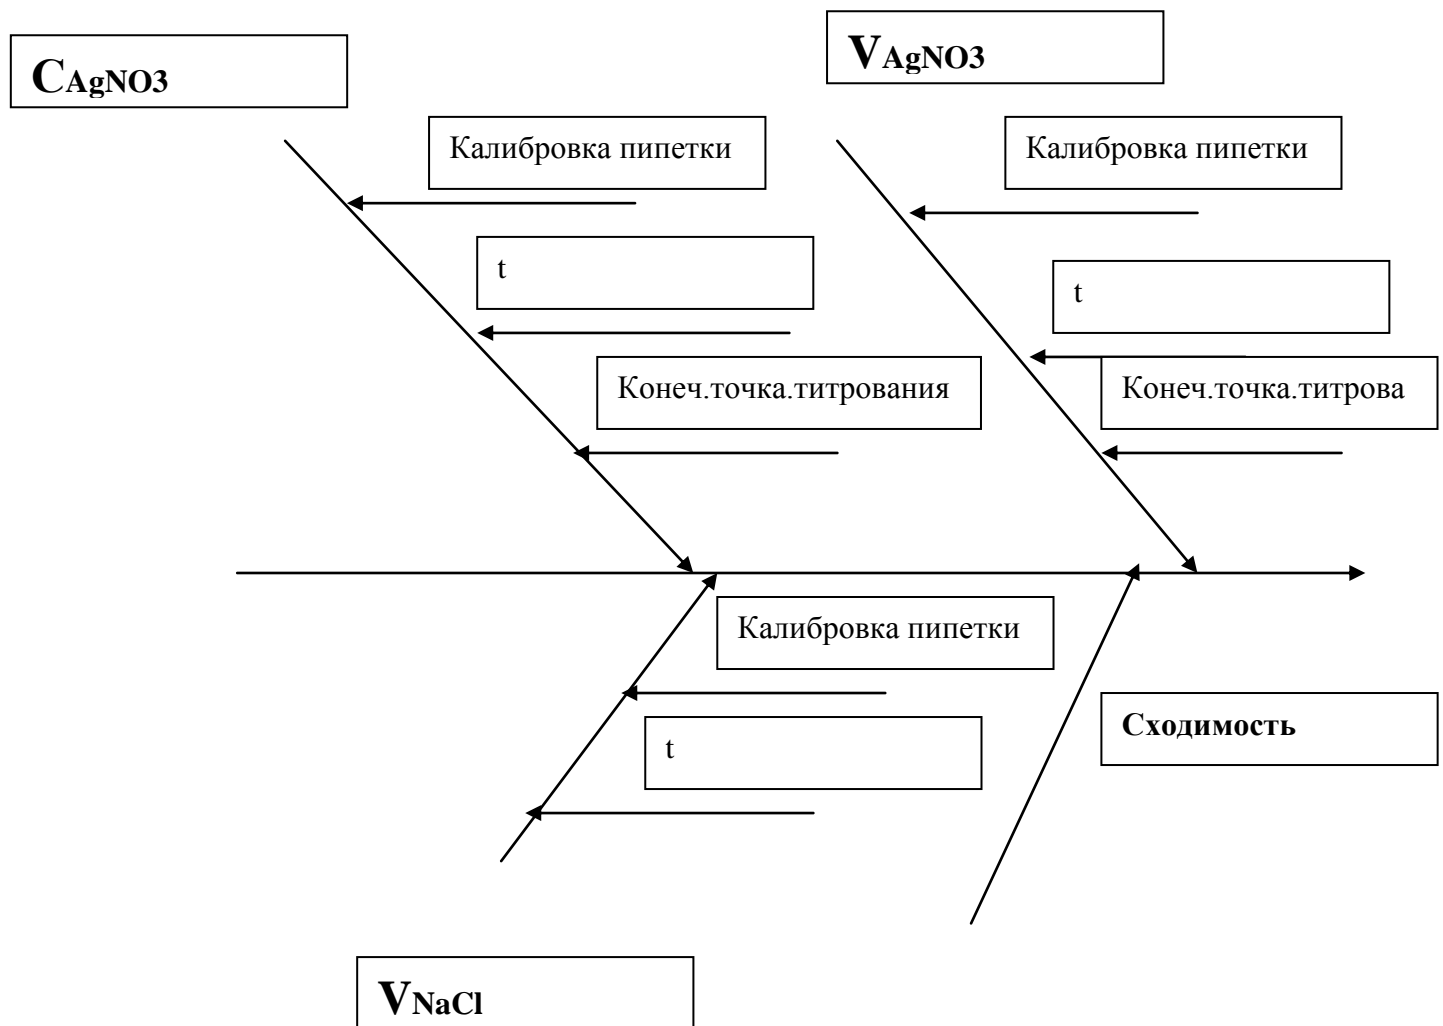 CAgNO3
VAgNO3
Калибровка пипетки
Калибровка пипетки
t
t
Конеч.точка.титрования
Конеч.точка.титрова
Калибровка пипетки
Сходимость
t
VNaCl